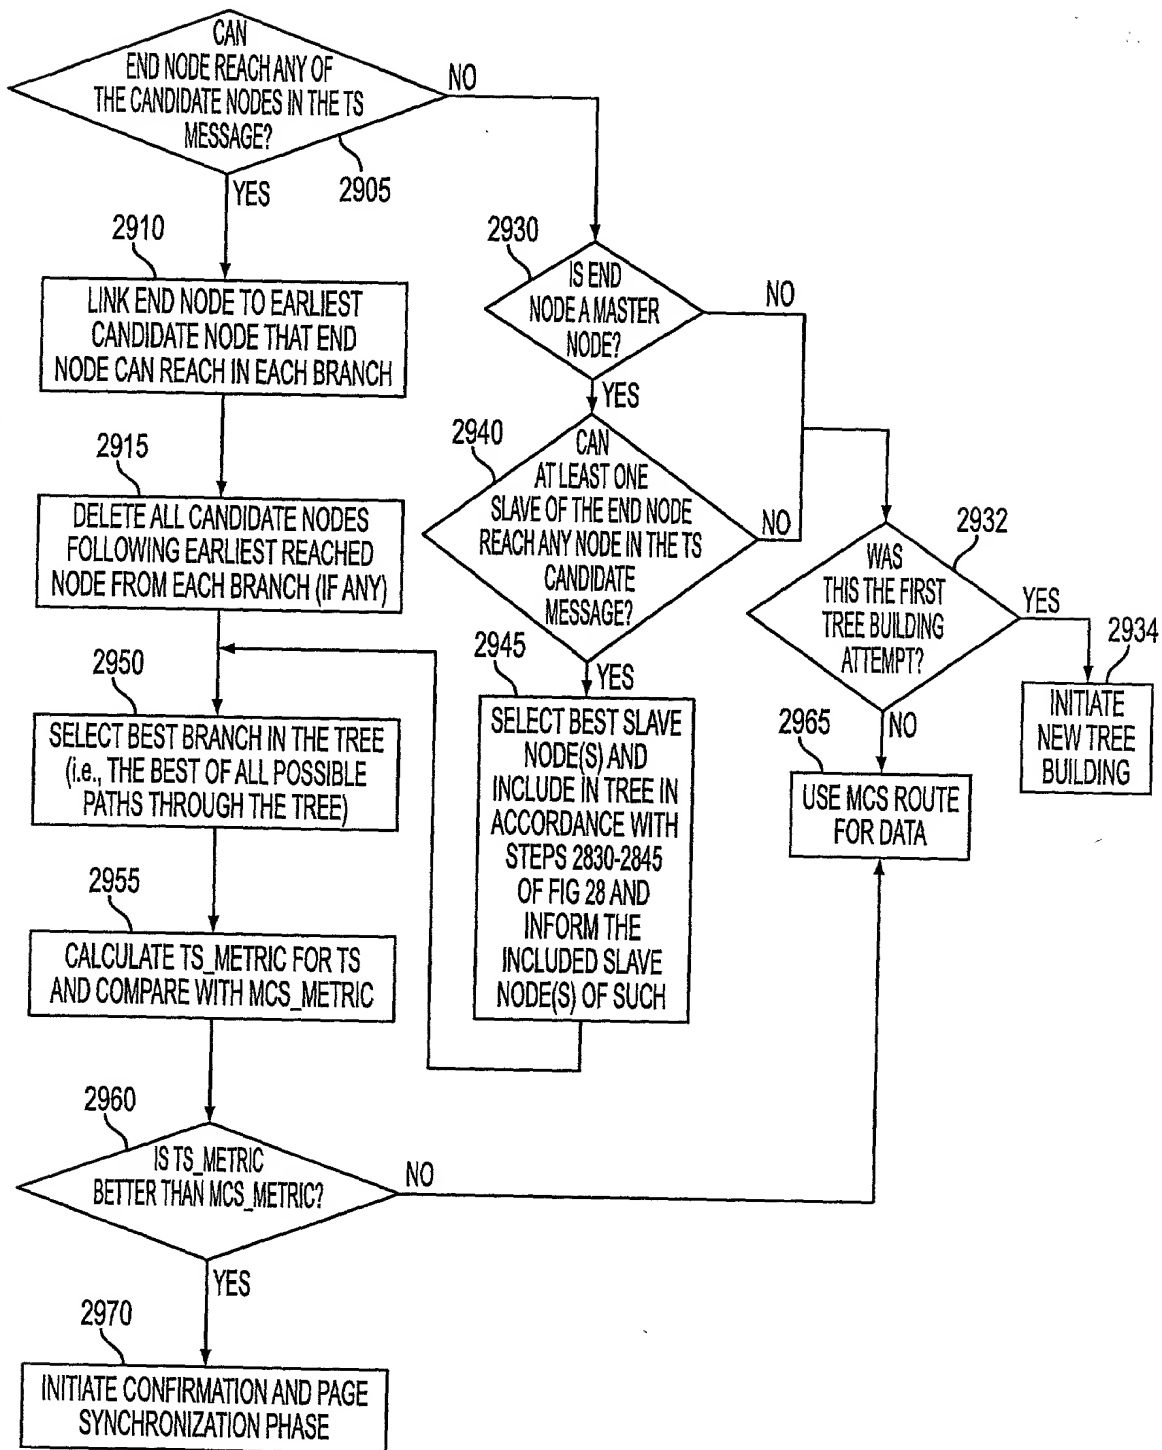 CAN
END NODE REACH ANY OF
THE CANDIDATE NODES IN THE TS
MESSAGE?
NO
YES
2905
2910
LINK END NODE TO EARLIEST
CANDIDATE NODE THAT END
NODE CAN REACH IN EACH BRANCH
2915
DELETE ALL CANDIDATE NODES
FOLLOWING EARLIEST REACHED
NODE FROM EACH BRANCH (IF ANY)
2950
SELECT BEST BRANCH IN THE TREE
(i.e., THE BEST OF ALL POSSIBLE
PATHS THROUGH THE TREE)
2955
CALCULATE TS_METRIC FOR TS
AND COMPARE WITH MCS_METRIC
2960
IS TS_METRIC
BETTER THAN MCS_METRIC?
NO
YES
2970
INITIATE CONFIRMATION AND PAGE
SYNCHRONIZATION PHASE
2930
IS END
NODE A MASTER
NODE?
NO
YES
2940
CAN
AT LEAST ONE
SLAVE OF THE END NODE
REACH ANY NODE IN THE TS
CANDIDATE
MESSAGE?
NO
YES
2945
SELECT BEST SLAVE
NODE(S) AND
INCLUDE IN TREE IN
ACCORDANCE WITH
STEPS 2830-2845
OF FIG 28 AND
INFORM THE
INCLUDED SLAVE
NODE(S) OF SUCH
2932
WAS
THIS THE FIRST
TREE BUILDING
ATTEMPT?
YES
NO
2934
INITIATE
NEW TREE
BUILDING
2965
USE MCS ROUTE
FOR DATA